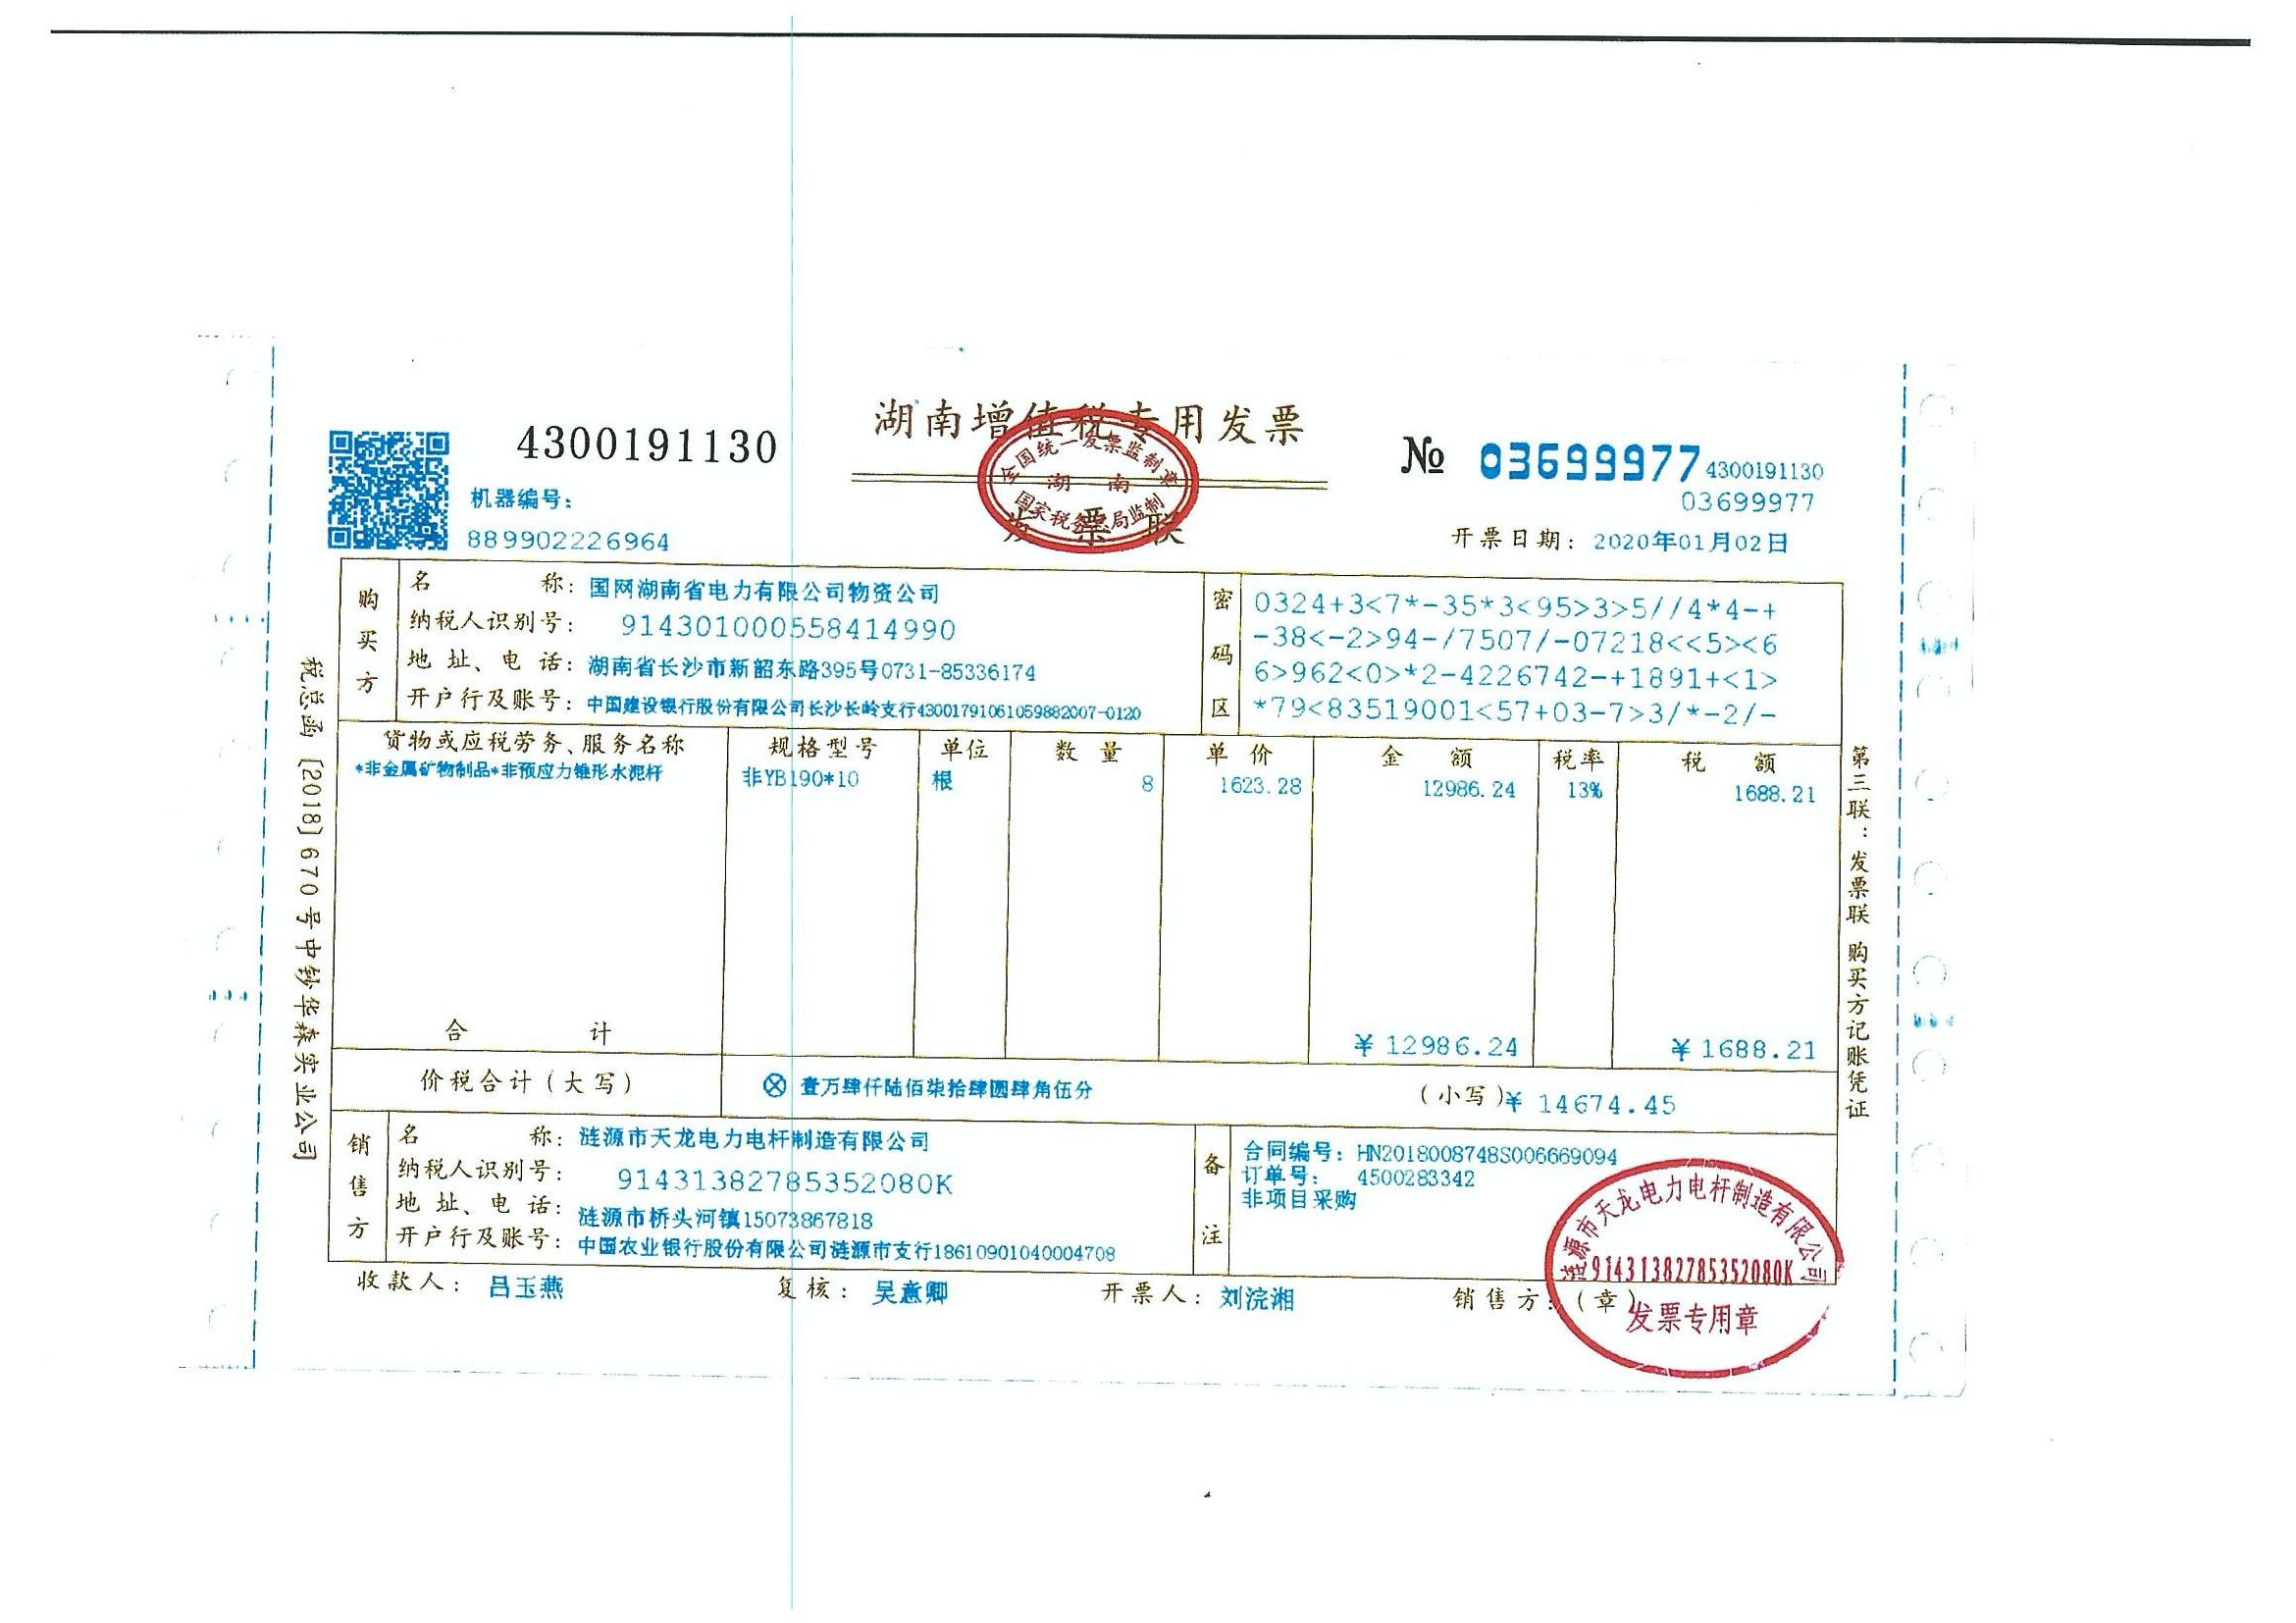 湖南增值税专用发票
4300191130
№ 03699977
4300191130
03699977
机器编号:
889902226964
全国统一发票监制章
湖 南
国家税务总局监制
发 票 联
开票日期: 2020年01月02日
购买方
名 称: 国网湖南省电力有限公司物资公司
纳税人识别号: 914301000558414990
地 址、电 话: 湖南省长沙市新韶东路395号0731-85336174
开户行及账号: 中国建设银行股份有限公司长沙长岭支行43001791061059882007-0120
密码区
0324+3<7*-35*3<95>3>5//4*4-+
-38<-2>94-/7507/-07218<<5><6
6>962<0>*2-4226742-+1891+<1>
*79<83519001<57+03-7>3/*-2/-
货物或应税劳务、服务名称 规格型号 单位 数 量 单 价 金 额 税率 税 额
*非金属矿物制品*非预应力锥形水泥杆 非YB190*10 根 8 1623.28 12986.24 13% 1688.21
合 计 ¥12986.24 ¥1688.21
价税合计(大写) ⊗ 壹万肆仟陆佰柒拾肆圆肆角伍分 (小写)¥14674.45
销售方
名 称: 涟源市天龙电力电杆制造有限公司
纳税人识别号: 91431382785352080K
地 址、电 话: 涟源市桥头河镇15073867818
开户行及账号: 中国农业银行股份有限公司涟源市支行18610901040004708
备注
合同编号: HN2018008748S006669094
订单号: 4500283342
非项目采购
收款人: 吕玉燕 复核: 吴意卿 开票人: 刘浣湘 销售方:(章)
涟源市天龙电力电杆制造有限公司
91431382785352080K
发票专用章
税总函〔2018〕670号中钞华森实业公司
第三联:发票联 购买方记账凭证